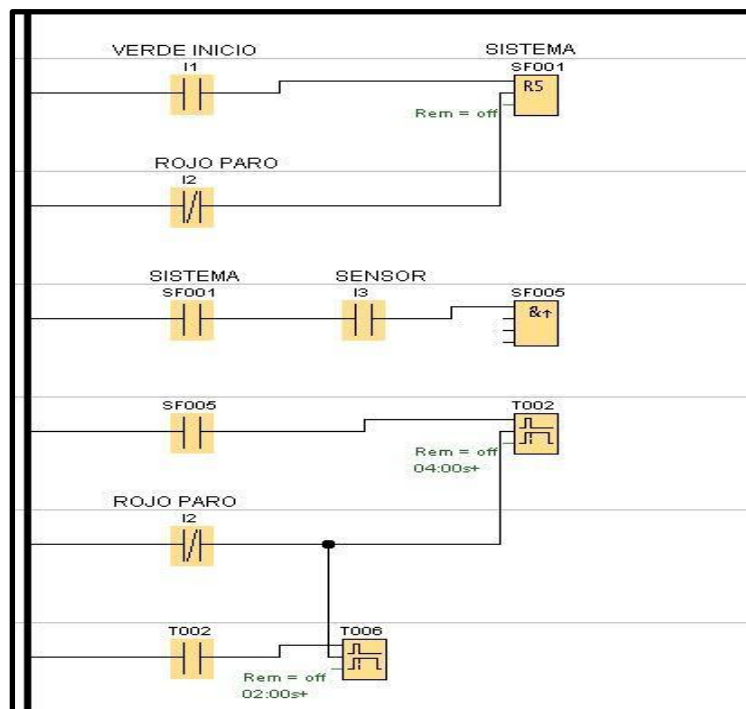 VERDE INICIO
I1
SISTEMA
SF001
RS
Rem = off
ROJO PARO
I2
SISTEMA
SF001
SENSOR
I3
SF005
&↑
SF005
T002
Rem = off
04:00s+
ROJO PARO
I2
T002
T006
Rem = off
02:00s+